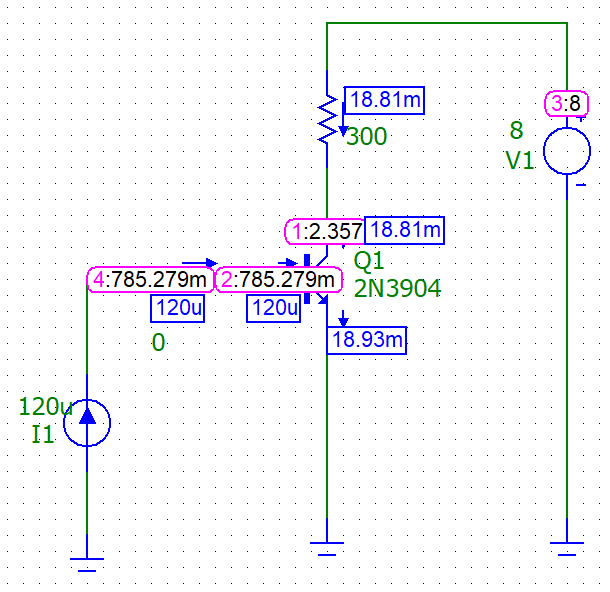 18.81m
3:8
300
8
V1
1:2.357
18.81m
Q1
2N3904
4:785.279m
2:785.279m
120u
120u
0
18.93m
120u
I1